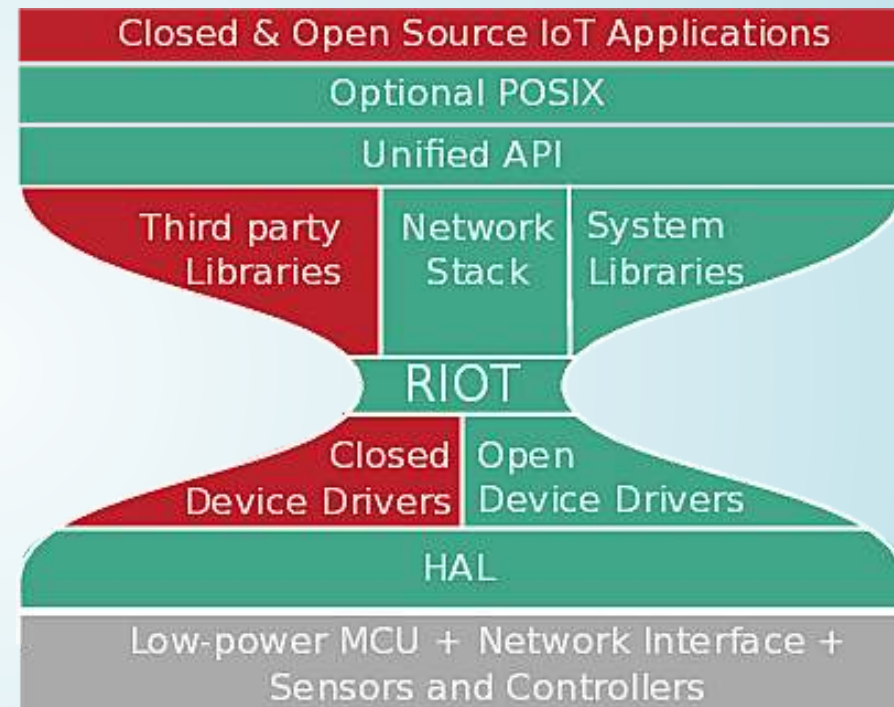 Closed & Open Source IoT Applications
Optional POSIX
Unified API
Third party
Libraries
Network
Stack
System
Libraries
RIOT
Closed
Device Drivers
Open
Device Drivers
HAL
Low-power MCU + Network Interface +
Sensors and Controllers